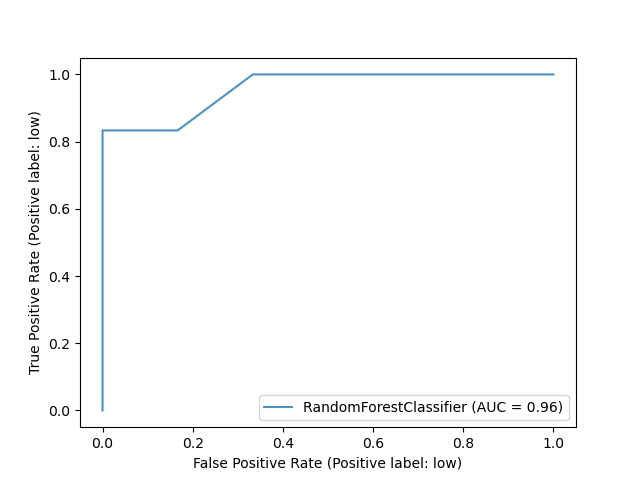 True Positive Rate (Positive label: low)
1.0
0.8
0.6
0.4
0.2
0.0
RandomForestClassifier (AUC = 0.96)
0.0 0.2 0.4 0.6 0.8 1.0
False Positive Rate (Positive label: low)